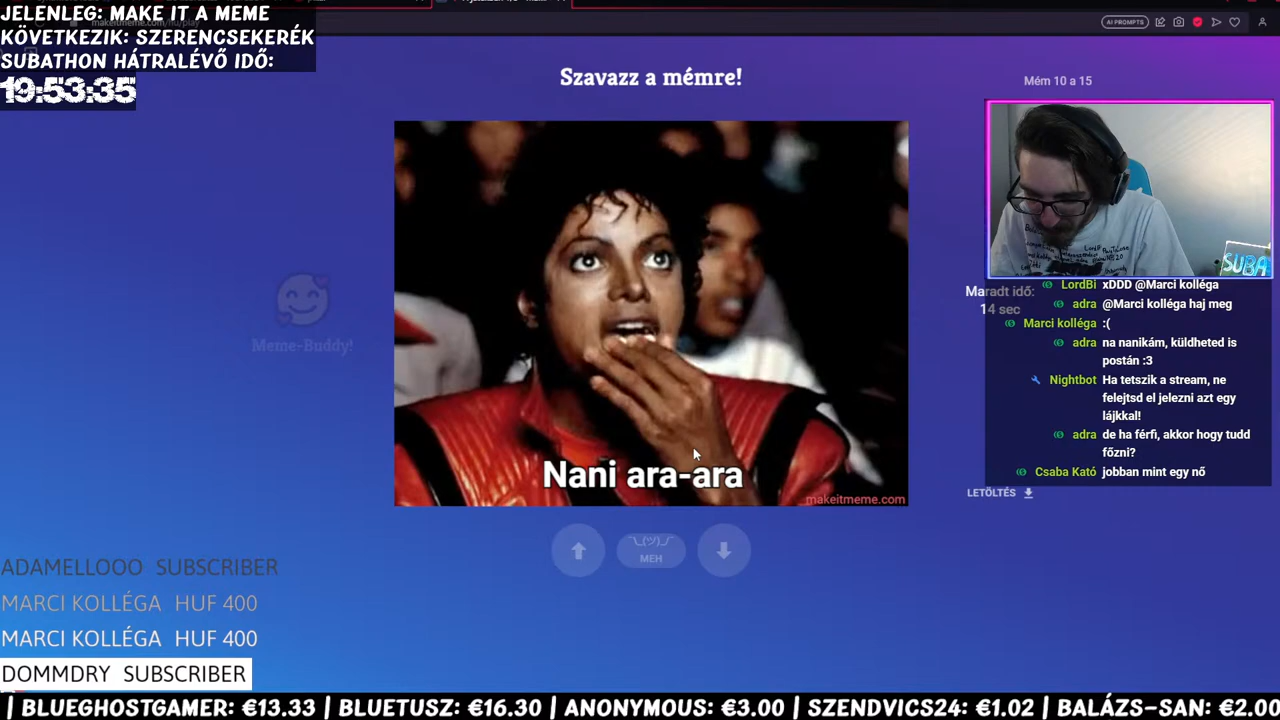 JELENLEG: MAKE IT A MEME
KÖVETKEZIK: SZERENCSEKERÉK
SUBATHON HÁTRALÉVŐ IDŐ:
19:53:35
AI PROMPTS
Szavazz a mémre!
Mém 10 a 15
Meme-Buddy!
SUBA
Maradt idő:
14 sec
LordBi xDDD @Marci kolléga
adra @Marci kolléga haj meg
Marci kolléga :(
adra na nanikám, küldheted is
postán :3
Nightbot Ha tetszik a stream, ne
felejtsd el jelezni azt egy
lájkkal!
adra de ha férfi, akkor hogy tudd
főzni?
Csaba Kató jobban mint egy nő
Nani ara-ara
makeitmeme.com
LETÖLTÉS
¯\_(ツ)_/¯
MEH
ADAMELLOOO SUBSCRIBER
MARCI KOLLÉGA HUF 400
MARCI KOLLÉGA HUF 400
DOMMDRY SUBSCRIBER
| BLUEGHOSTGAMER: €13.33 | BLUETUSZ: €16.30 | ANONYMOUS: €3.00 | SZENDVICS24: €1.02 | BALÁZS-SAN: €2.00